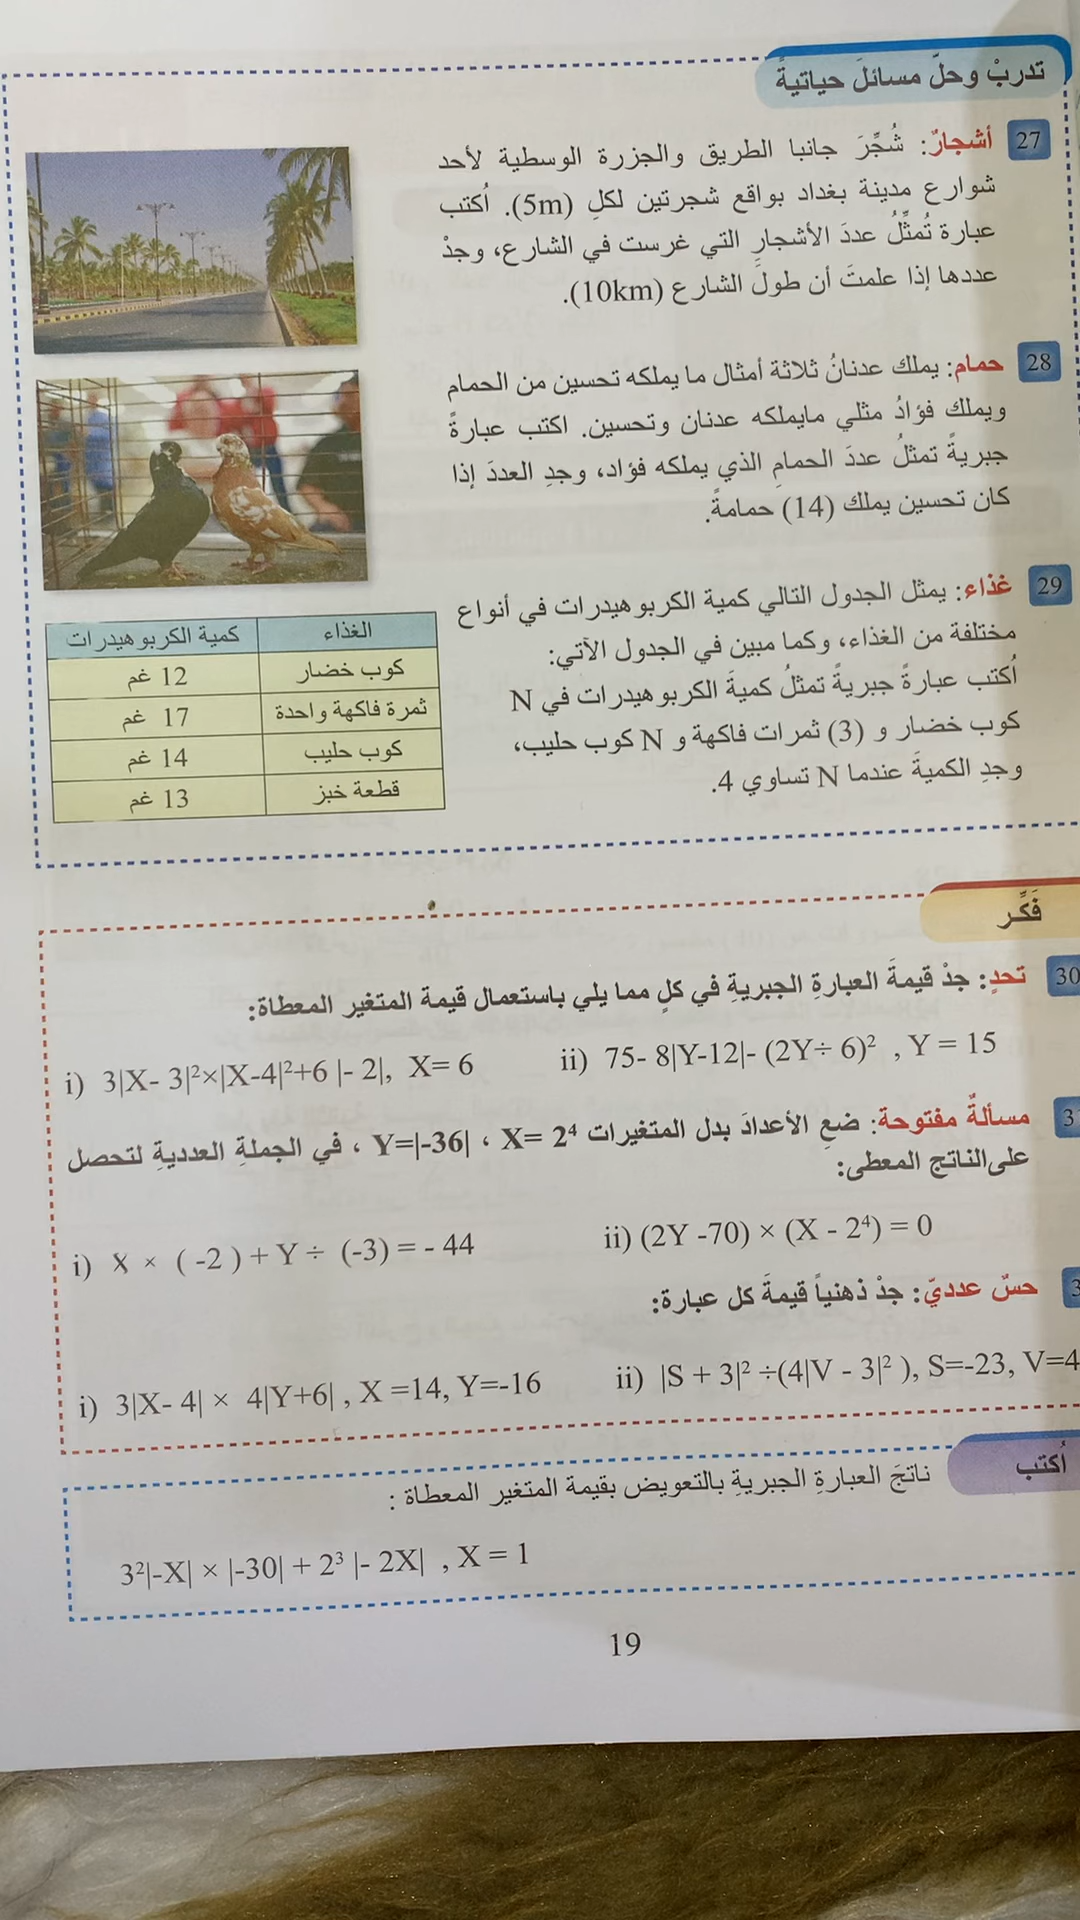 تدربْ وحلّ مسائلَ حياتيةً
27 أشجارٌ: شُجِّرَ جانبا الطريق والجزرة الوسطية لأحد
شوارع مدينة بغداد بواقع شجرتين لكلِ (5m). أُكتب
عبارة تُمثِّلُ عددَ الأشجارِ التي غرست في الشارع، وجدْ
عددها إذا علمتَ أن طولَ الشارع (10km).
28 حمام: يملك عدنانُ ثلاثة أمثال ما يملكه تحسين من الحمام
ويملك فؤادُ مثلي مايملكه عدنان وتحسين. اكتب عبارةً
جبريةً تمثلُ عددَ الحمامِ الذي يملكه فؤاد، وجدِ العددَ إذا
كان تحسين يملك (14) حمامةً.
29 غذاء: يمثل الجدول التالي كمية الكربوهيدرات في أنواع
مختلفة من الغذاء، وكما مبين في الجدول الآتي:
أُكتب عبارةً جبريةً تمثلُ كميةَ الكربوهيدرات في N
كوب خضار و (3) ثمرات فاكهة و N كوب حليب،
وجدِ الكميةَ عندما N تساوي 4.
الغذاء كمية الكربوهيدرات
كوب خضار 12 غم
ثمرة فاكهة واحدة 17 غم
كوب حليب 14 غم
قطعة خبز 13 غم
فَكِّر
30 تحدٍ: جدْ قيمةَ العبارةِ الجبريةِ في كلٍ مما يلي باستعمال قيمة المتغير المعطاة:
i) 3|X- 3|²×|X-4|²+6 |- 2|, X= 6 ii) 75- 8|Y-12|- (2Y÷ 6)² , Y = 15
3 مسألةٌ مفتوحة: ضعِ الأعدادَ بدل المتغيرات X= 2⁴ ، Y=|-36| ، في الجملةِ العدديةِ لتحصل
على الناتج المعطى:
i) X × ( -2 ) + Y ÷ (-3) = - 44 ii) (2Y -70) × (X - 2⁴) = 0
3 حسٌ عدديّ: جدْ ذهنياً قيمةَ كل عبارة:
i) 3|X- 4| × 4|Y+6| , X =14, Y=-16 ii) |S + 3|² ÷(4|V - 3|² ), S=-23, V=4
أُكتب
ناتجَ العبارةِ الجبريةِ بالتعويض بقيمة المتغير المعطاة :
3²|-X| × |-30| + 2³ |- 2X| , X = 1
19